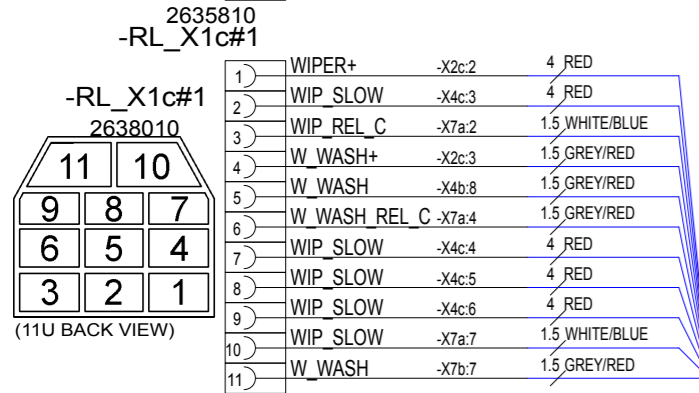 2635810
-RL_X1c#1
-RL_X1c#1
2638010
11 10
9 8 7
6 5 4
3 2 1
(11U BACK VIEW)
1 WIPER+ -X2c:2 4 RED
2 WIP_SLOW -X4c:3 4 RED
3 WIP_REL_C -X7a:2 1.5 WHITE/BLUE
4 W_WASH+ -X2c:3 1.5 GREY/RED
5 W_WASH -X4b:8 1.5 GREY/RED
6 W_WASH_REL_C -X7a:4 1.5 GREY/RED
7 WIP_SLOW -X4c:4 4 RED
8 WIP_SLOW -X4c:5 4 RED
9 WIP_SLOW -X4c:6 4 RED
10 WIP_SLOW -X7a:7 1.5 WHITE/BLUE
11 W_WASH -X7b:7 1.5 GREY/RED